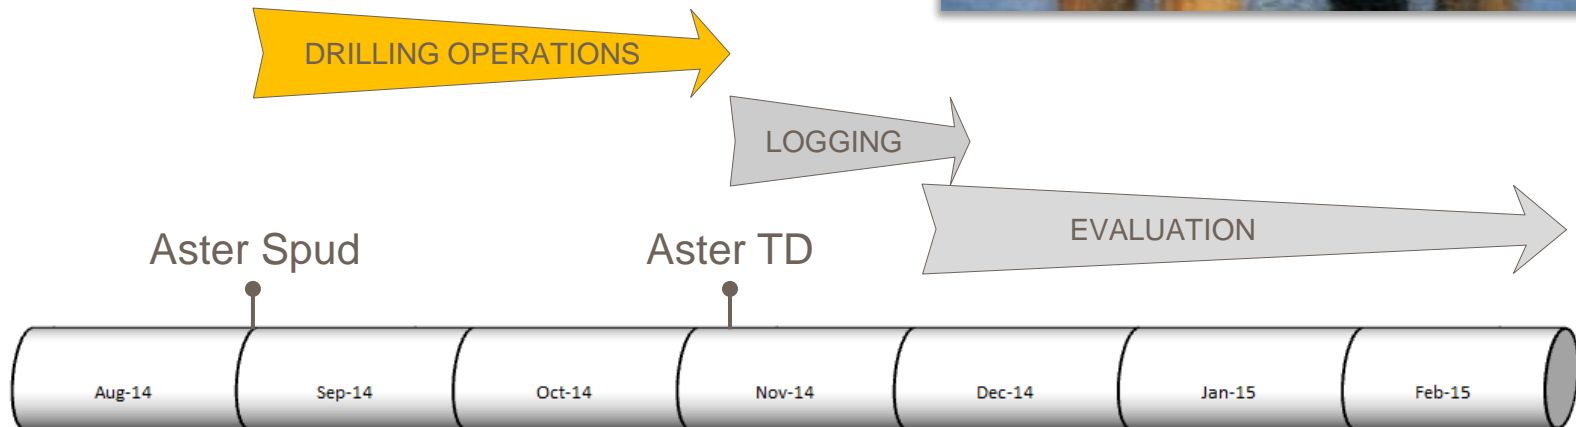 DRILLING OPERATIONS
LOGGING
EVALUATION
Aster Spud
Aster TD
Aug-14
Sep-14
Oct-14
Nov-14
Dec-14
Jan-15
Feb-15